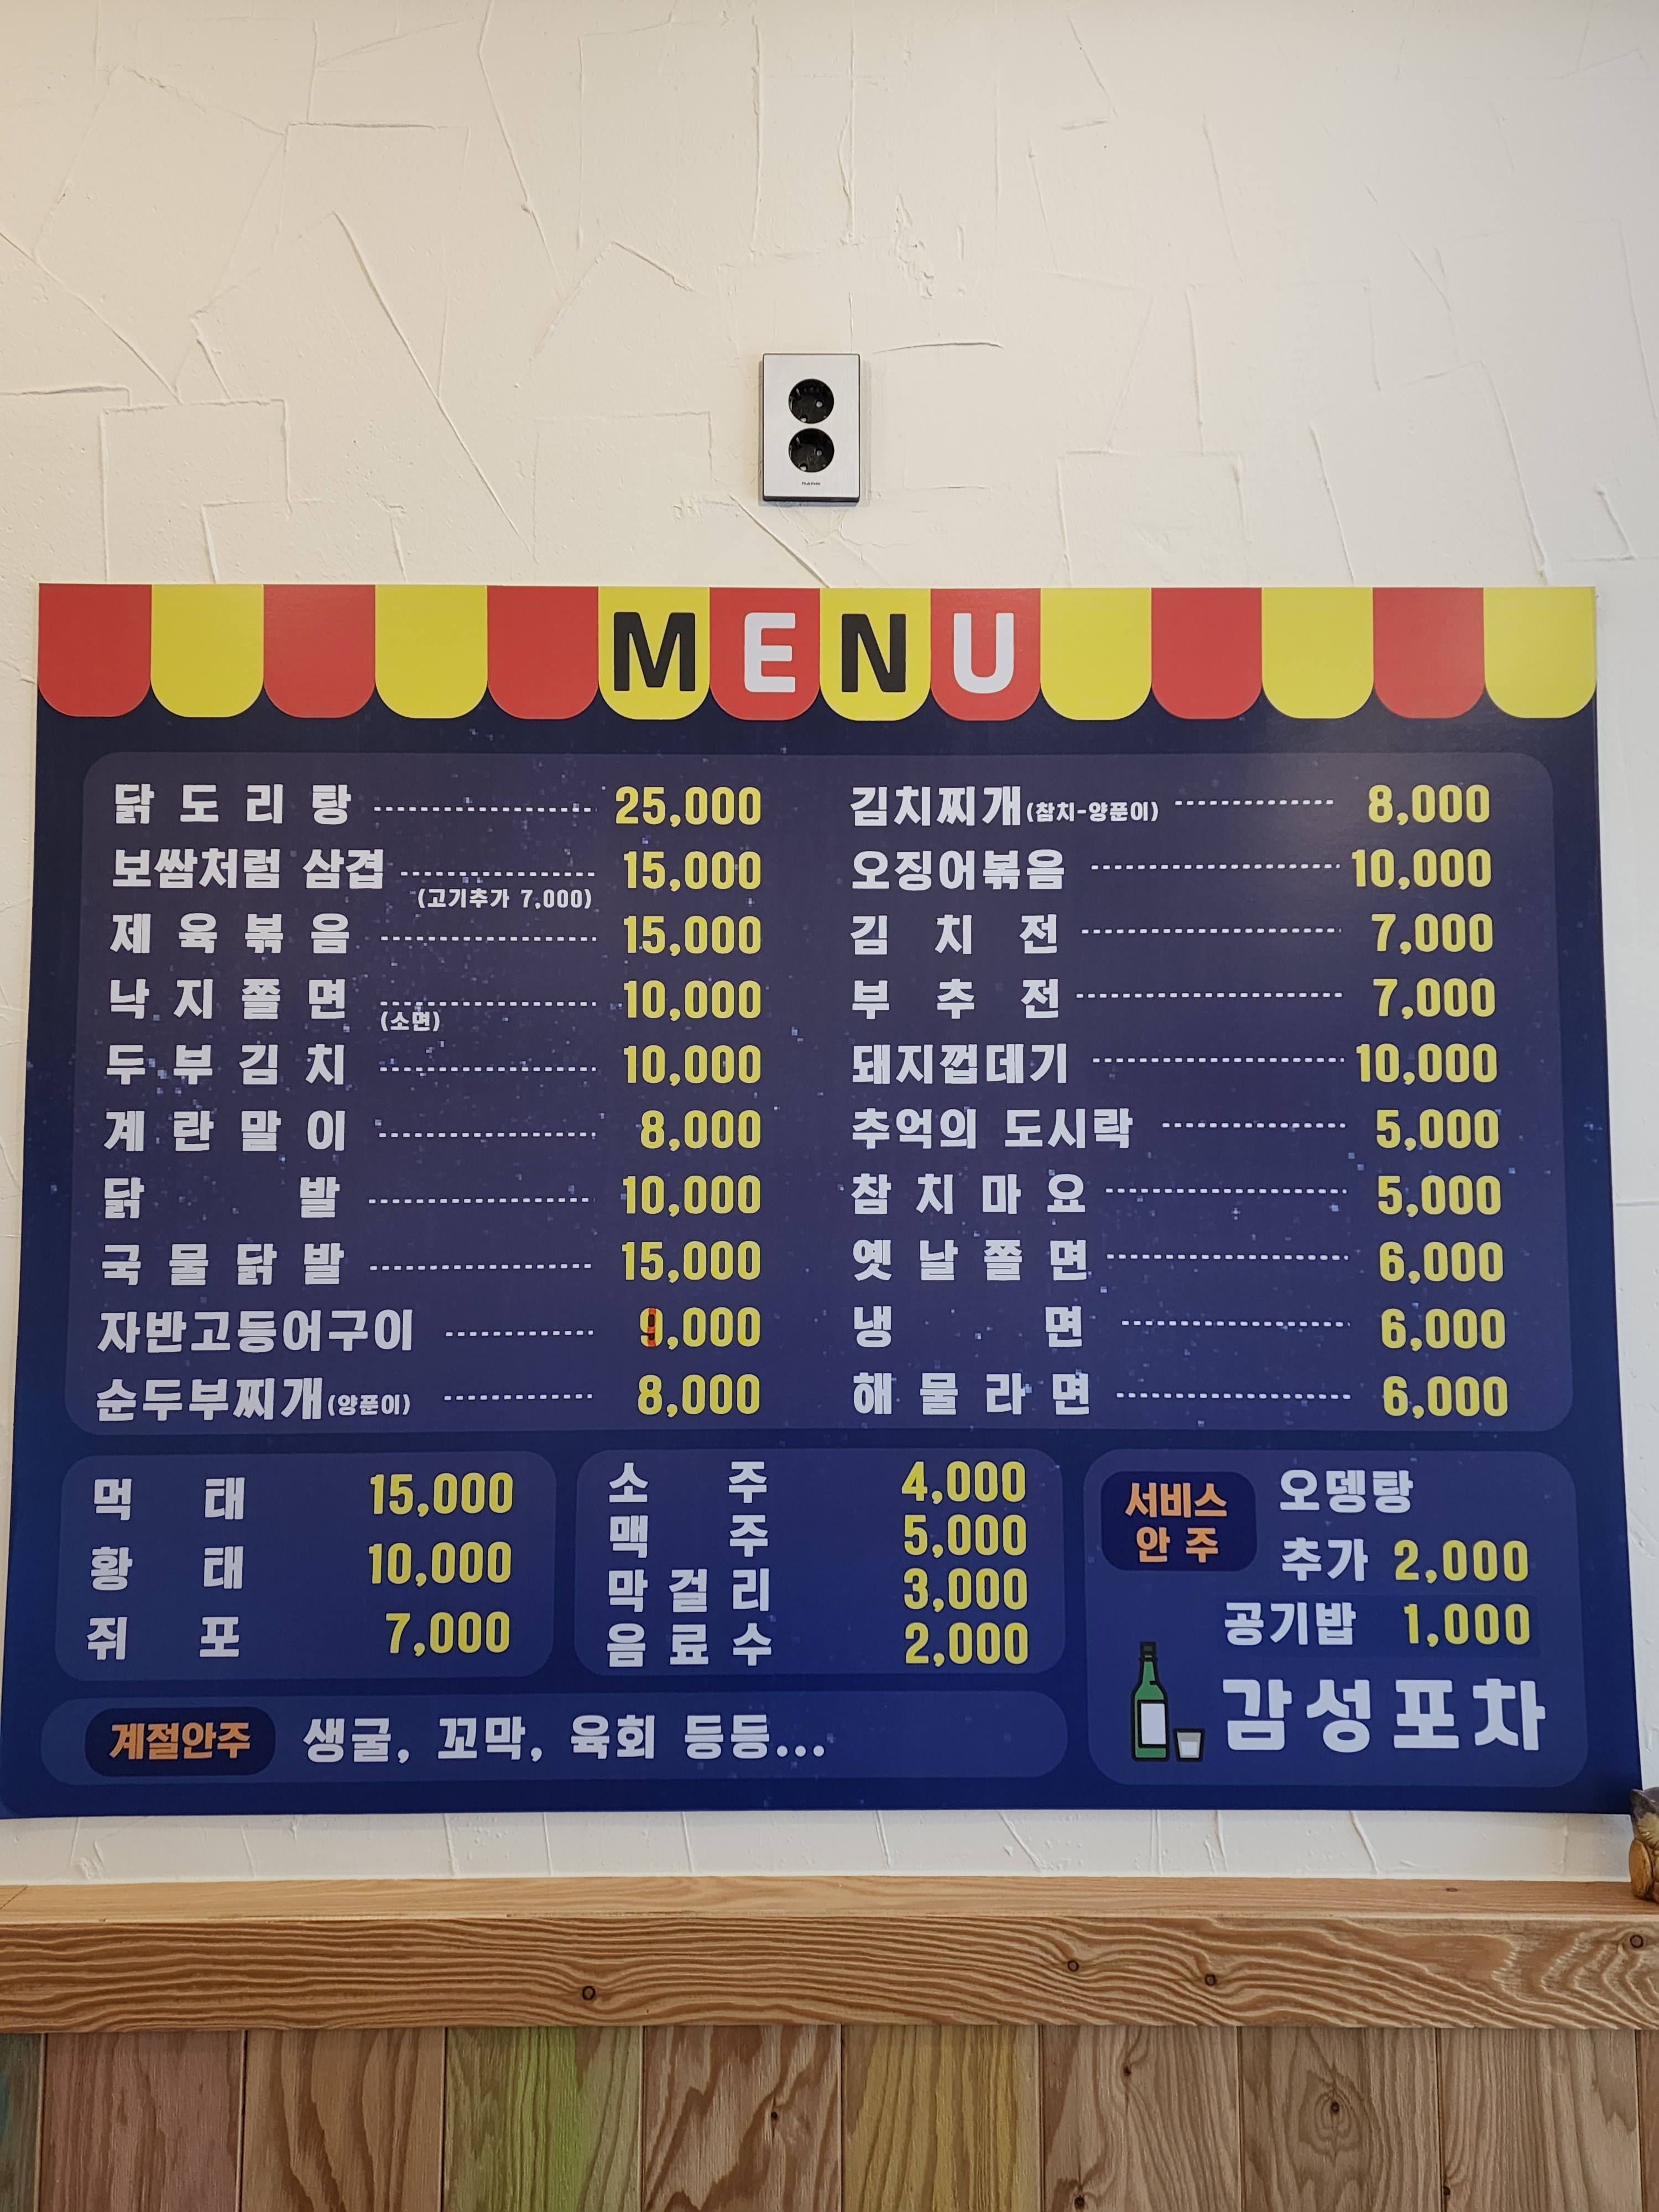 MENU
닭도리탕 25,000
보쌈처럼 삼겹 15,000
(고기추가 7,000)
제육볶음 15,000
낙지쫄면 10,000
(소면)
두부김치 10,000
계란말이 8,000
닭발 10,000
국물닭발 15,000
자반고등어구이 9,000
순두부찌개(양푼이) 8,000
김치찌개(참치-양푼이) 8,000
오징어볶음 10,000
김치전 7,000
부추전 7,000
돼지껍데기 10,000
추억의 도시락 5,000
참치마요 5,000
옛날쫄면 6,000
냉면 6,000
해물라면 6,000
먹태 15,000
황태 10,000
쥐포 7,000
소주 4,000
맥주 5,000
막걸리 3,000
음료수 2,000
서비스
안주
오뎅탕
추가 2,000
공기밥 1,000
감성포차
계절안주 생굴, 꼬막, 육회 등등...